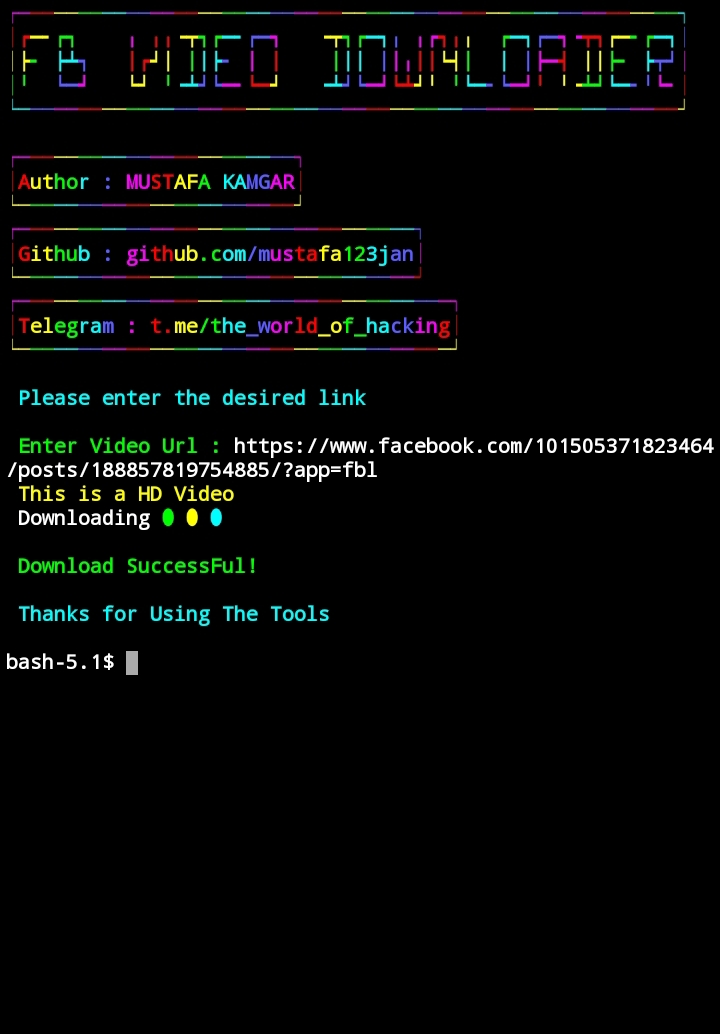 FB VIDEO DOWNLOADER
Author : MUSTAFA KAMGAR
Github : github.com/mustafa123jan
Telegram : t.me/the_world_of_hacking
Please enter the desired link
Enter Video Url : https://www.facebook.com/101505371823464
/posts/188857819754885/?app=fbl
This is a HD Video
Downloading
Download SuccessFul!
Thanks for Using The Tools
bash-5.1$